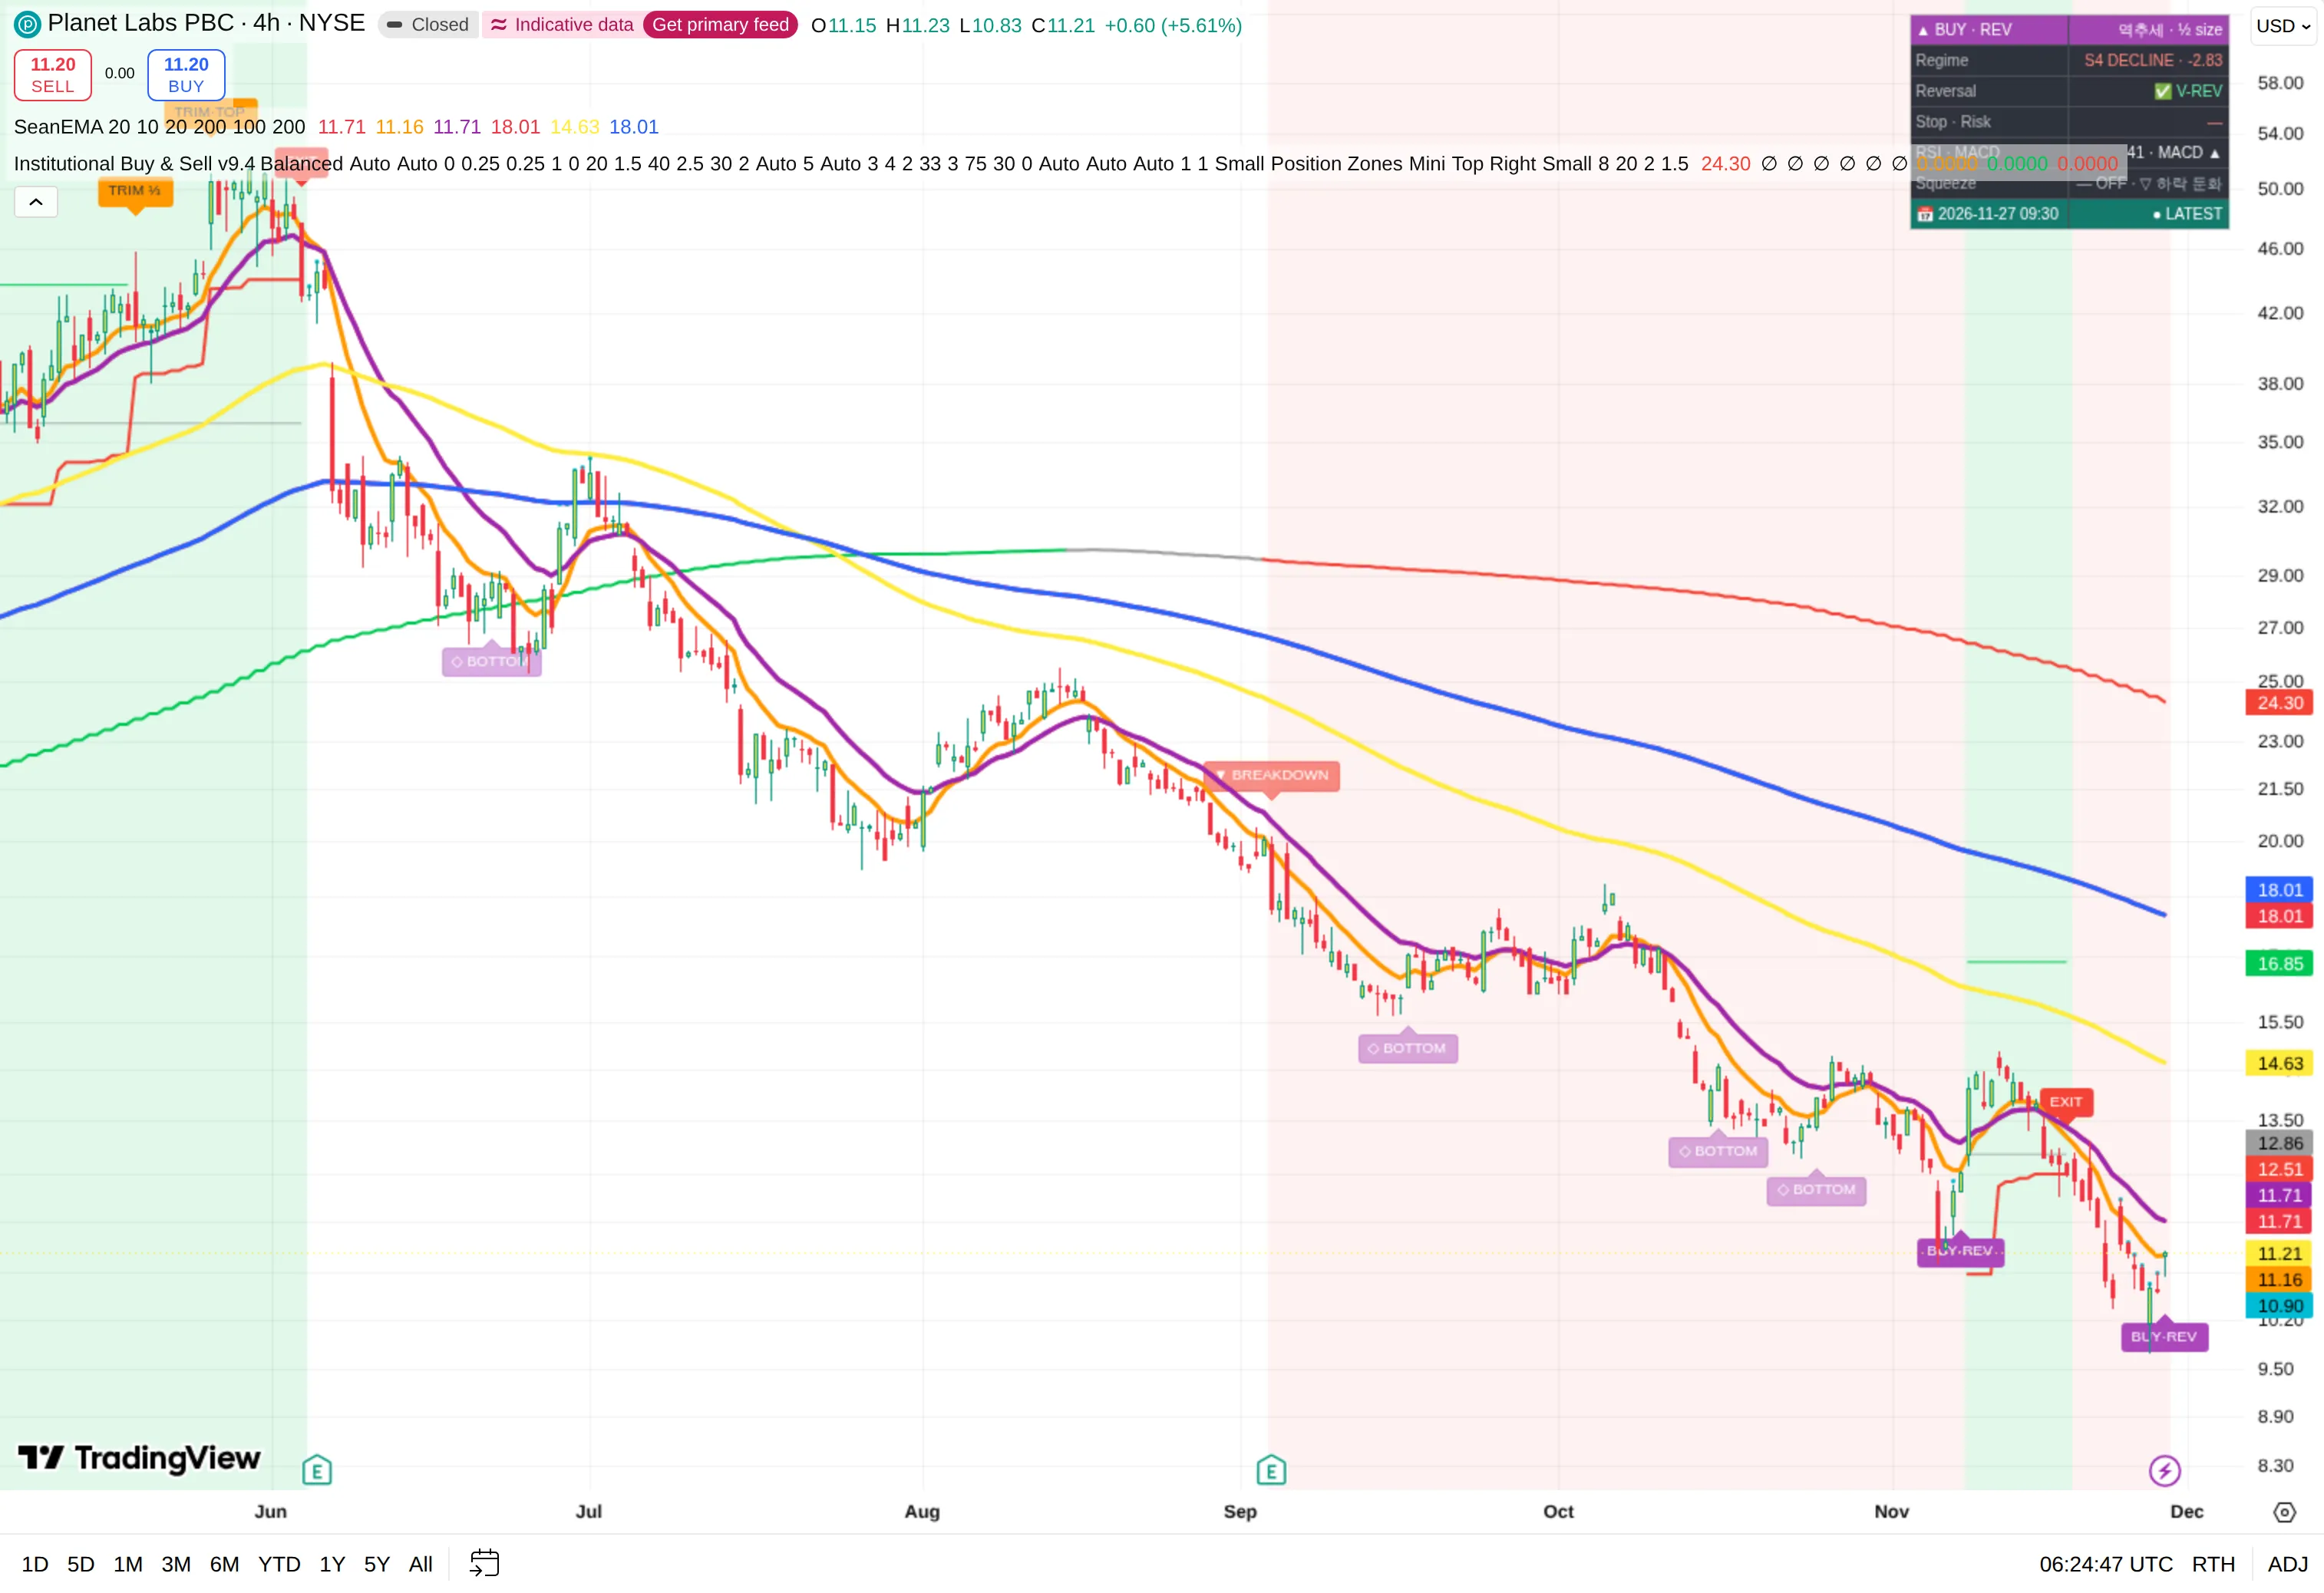 Planet Labs PBC · 4h · NYSE Closed Indicative data Get primary feed O11.15 H11.23 L10.83 C11.21 +0.60 (+5.61%)
11.20 SELL 0.00 11.20 BUY
TRIM-TOP
SeanEMA 20 10 20 200 100 200 11.71 11.16 11.71 18.01 14.63 18.01
Institutional Buy & Sell v9.4 Balanced Auto Auto 0 0.25 0.25 1 0 20 1.5 40 2.5 30 2 Auto 5 Auto 3 4 2 33 3 75 30 0 Auto Auto Auto 1 1 Small Position Zones Mini Top Right Small 8 20 2 1.5 24.30 ∅ ∅ ∅ ∅ ∅ ∅ 0.0000 0.0000 0.0000
TRIM ⅓
▲ BUY · REV 역추세 · ½ size
Regime S4 DECLINE · -2.83
Reversal ✅ V-REV
Stop · Risk —
RSI · MACD 41 · MACD ▲
Squeeze — OFF · ▽ 하락 둔화
📅 2026-11-27 09:30 ● LATEST
USD
58.00
54.00
50.00
46.00
42.00
38.00
35.00
32.00
29.00
27.00
25.00
24.30
23.00
21.50
20.00
18.01
18.01
16.85
15.50
14.63
13.50
12.86
12.51
11.71
11.71
11.21
11.16
10.90
10.20
9.50
8.90
8.30
◇ BOTTOM
▼ BREAKDOWN
◇ BOTTOM
EXIT
◇ BOTTOM
◇ BOTTOM
BUY·REV
BUY·REV
TradingView
E
E
Jun Jul Aug Sep Oct Nov Dec
1D 5D 1M 3M 6M YTD 1Y 5Y All 06:24:47 UTC RTH ADJ